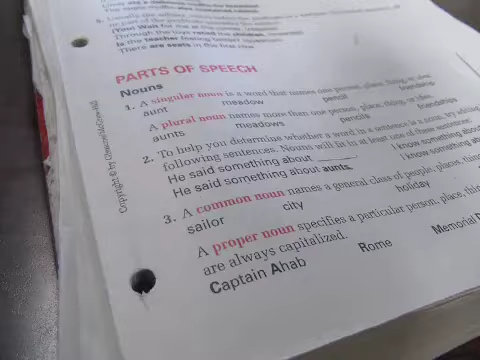 PARTS OF SPEECH
Nouns
1. A singular noun is a word that names one person, place, thing, or idea.
aunt meadow pencil friendship
A plural noun names more than one person, place, thing, or idea.
aunts meadows pencils friendships
2. To help you determine whether a word in a sentence is a noun, try adding
following sentences. Nouns will fit in at least one of these sentences:
He said something about ______. I know something about
He said something about aunts. I know something about
3. A common noun names a general class of people, places, things
sailor city holiday
A proper noun specifies a particular person, place, thin
are always capitalized.
Captain Ahab Rome Memorial D
Copyright © by Glencoe/McGraw-Hill